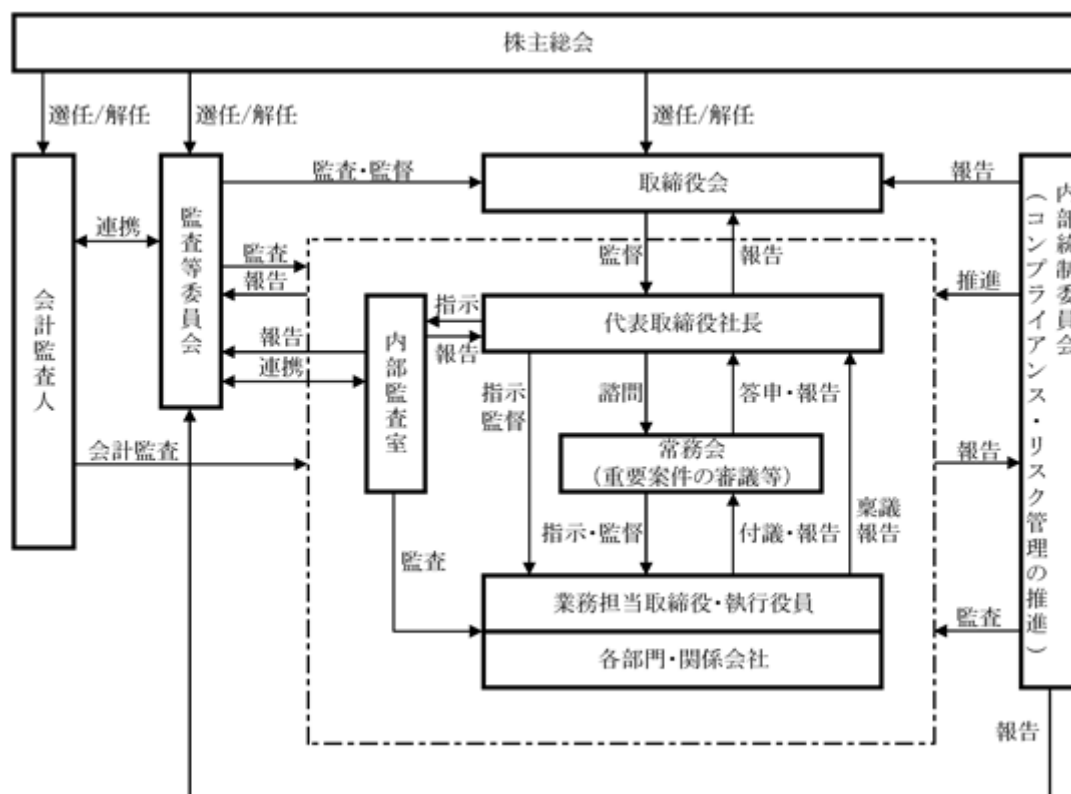 株主総会
選任/解任
選任/解任
選任/解任
会計監査人
監査等委員会
取締役会
内部統制委員会
（コンプライアンス・リスク管理の推進）
監査・監督
報告
連携
監査
報告
監督
報告
推進
指示
報告
代表取締役社長
内部監査室
報告
連携
指示
監督
諮問
答申・報告
会計監査
常務会
（重要案件の審議等）
報告
監査
指示・監督
付議・報告
稟議
報告
業務担当取締役・執行役員
各部門・関係会社
監査
報告